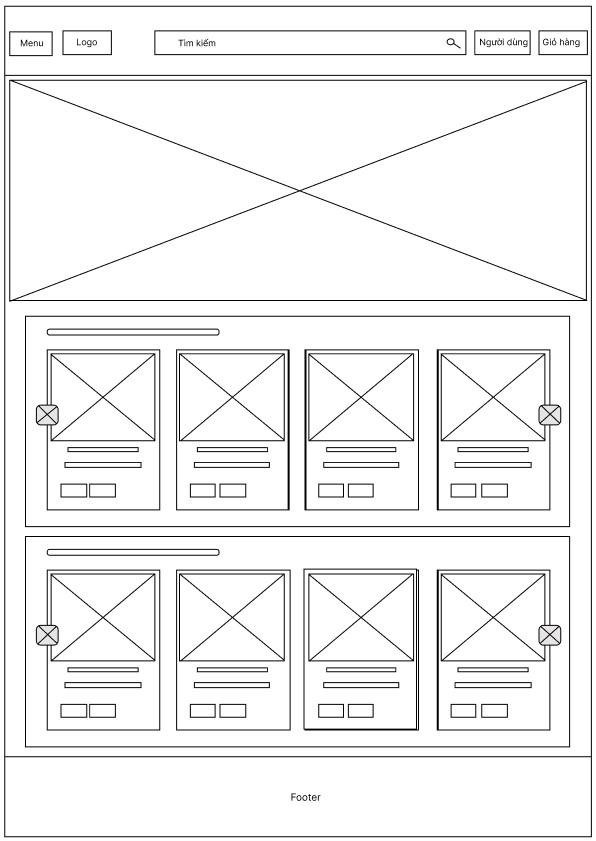 Menu
Logo
Tìm kiếm
Người dùng
Giỏ hàng
Footer